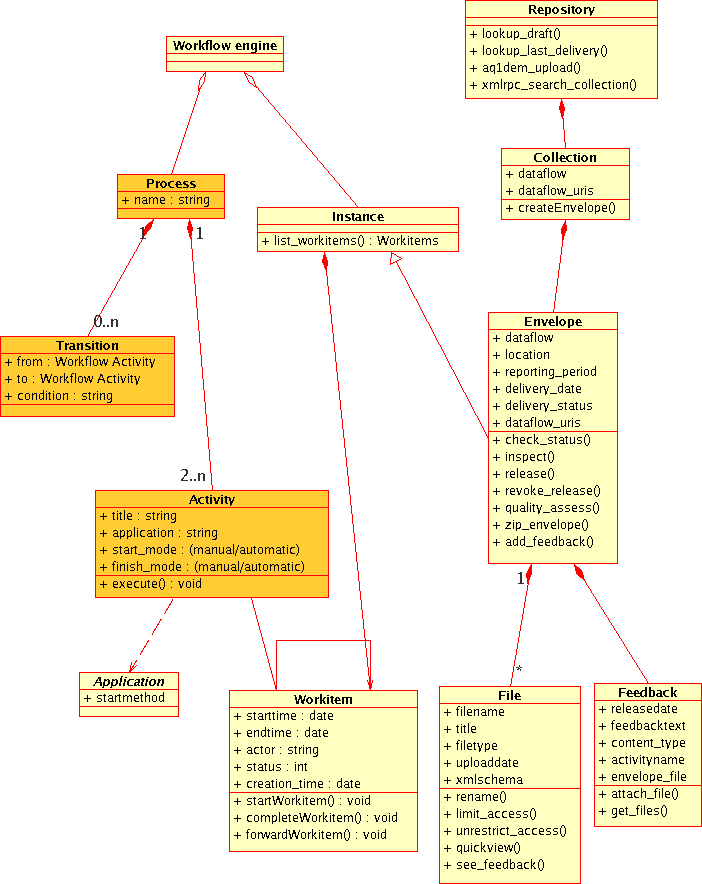 Workflow engine
Repository
+ lookup_draft()
+ lookup_last_delivery()
+ aq1dem_upload()
+ xmlrpc_search_collection()
Collection
+ dataflow
+ dataflow_uris
+ createEnvelope()
Process
+ name : string
1
1
Instance
+ list_workitems() : Workitems
0..n
Transition
+ from : Workflow Activity
+ to : Workflow Activity
+ condition : string
Envelope
+ dataflow
+ location
+ reporting_period
+ delivery_date
+ delivery_status
+ dataflow_uris
+ check_status()
+ inspect()
+ release()
+ revoke_release()
+ quality_assess()
+ zip_envelope()
+ add_feedback()
2..n
Activity
+ title : string
+ application : string
+ start_mode : (manual/automatic)
+ finish_mode : (manual/automatic)
+ execute() : void
1
*
Application
+ startmethod
Workitem
+ starttime : date
+ endtime : date
+ actor : string
+ status : int
+ creation_time : date
+ startWorkitem() : void
+ completeWorkitem() : void
+ forwardWorkitem() : void
File
+ filename
+ title
+ filetype
+ uploaddate
+ xmlschema
+ rename()
+ limit_access()
+ unrestrict_access()
+ quickview()
+ see_feedback()
Feedback
+ releasedate
+ feedbacktext
+ content_type
+ activityname
+ envelope_file
+ attach_file()
+ get_files()